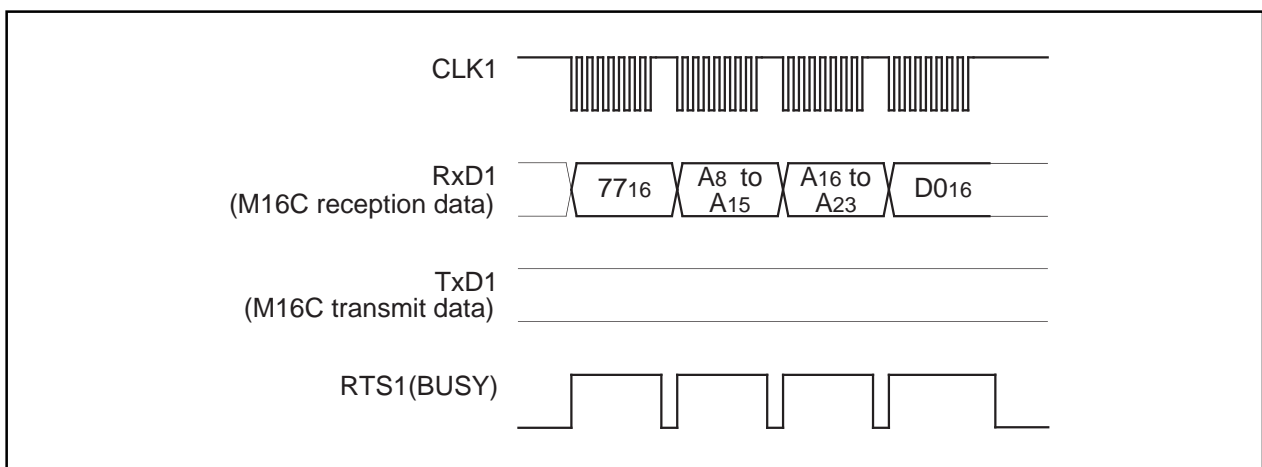 CLK1
RxD1
(M16C reception data)
7716
A8 to
A15
A16 to
A23
D016
TxD1
(M16C transmit data)
RTS1(BUSY)